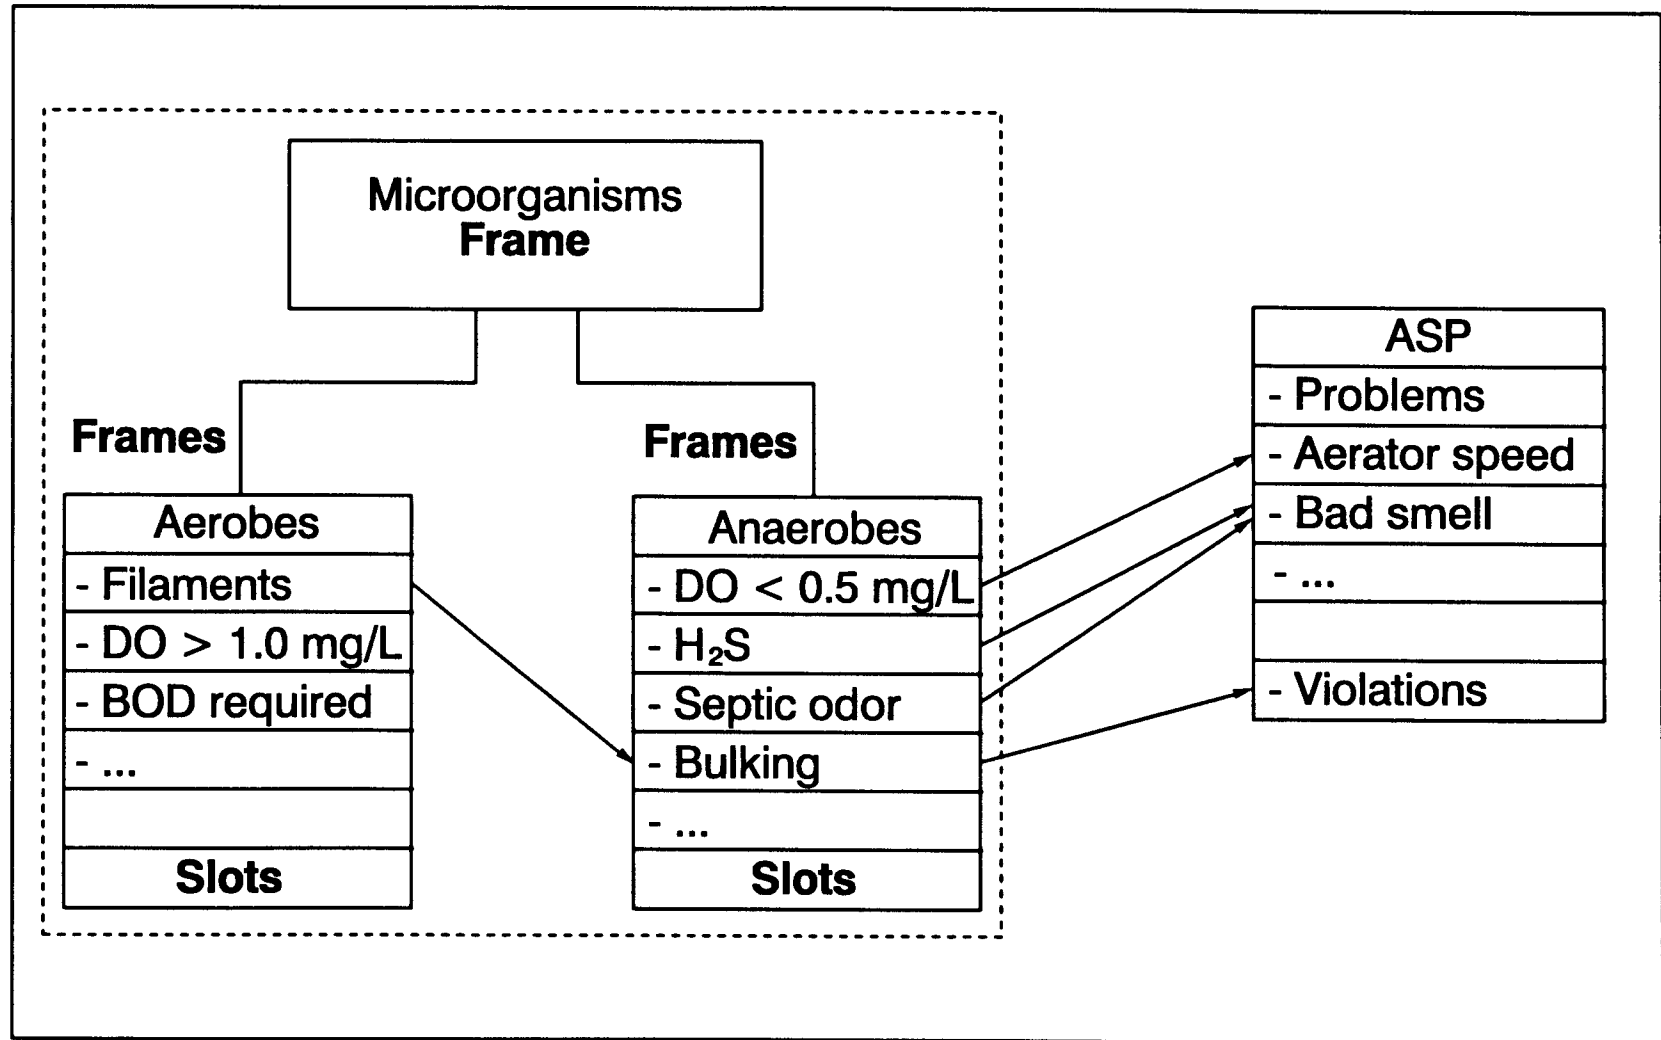 Microorganisms
Frame
Frames
Aerobes
- Filaments
- DO > 1.0 mg/L
- BOD required
- ...
Slots
Frames
Anaerobes
- DO < 0.5 mg/L
- H₂S
- Septic odor
- Bulking
- ...
Slots
ASP
- Problems
- Aerator speed
- Bad smell
- ...
- Violations